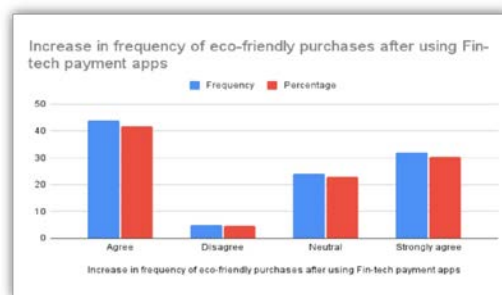 Increase in frequency of eco-friendly purchases after using Fin-
tech payment apps
Frequency
Percentage
50
40
30
20
10
0
Agree
Disagree
Neutral
Strongly agree
Increase in frequency of eco-friendly purchases after using Fin-tech payment apps